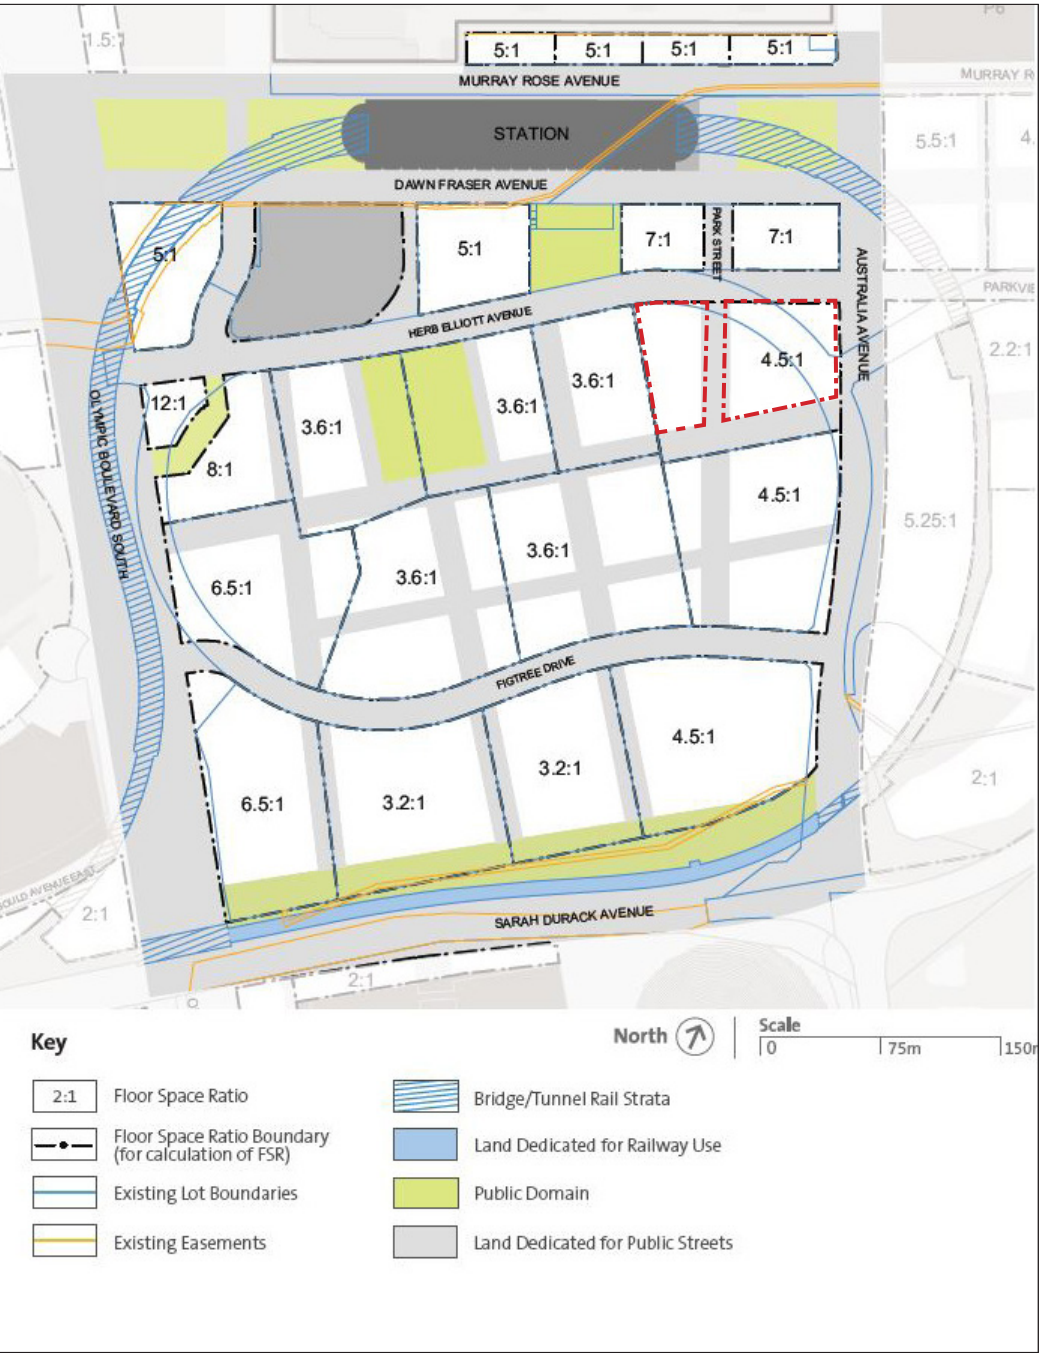 P6
1.5:
5:1 5:1 5:1 5:1
MURRAY ROSE AVENUE
MURRAY R
STATION
5.5:1
4.
DAWN FRASER AVENUE
5:1
5:1
7:1
PARK STREET
7:1
AUSTRALIA AVENUE
PARKVIE
HERB ELLIOTT AVENUE
2.2:1
4.5:1
3.6:1
12:1
3.6:1
3.6:1
OLYMPIC BOULEVARD SOUTH
8:1
4.5:1
5.25:1
3.6:1
3.6:1
6.5:1
FIGTREE DRIVE
4.5:1
3.2:1
2:1
6.5:1
3.2:1
AVENUE EAST
2:1
SARAH DURACK AVENUE
2:1
Key
North
Scale
0 75m 150m
2:1 Floor Space Ratio
Floor Space Ratio Boundary
(for calculation of FSR)
Existing Lot Boundaries
Existing Easements
Bridge/Tunnel Rail Strata
Land Dedicated for Railway Use
Public Domain
Land Dedicated for Public Streets